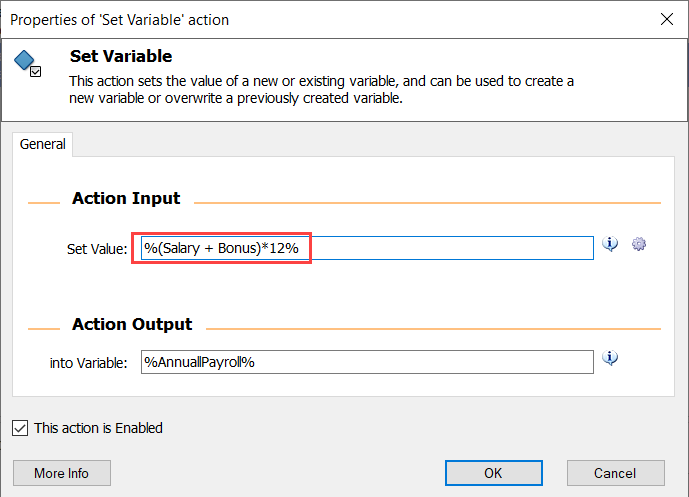 Properties of 'Set Variable' action
Set Variable
This action sets the value of a new or existing variable, and can be used to create a
new variable or overwrite a previously created variable.
General
Action Input
Set Value: %(Salary + Bonus)*12%
Action Output
into Variable: %AnnuallPayroll%
This action is Enabled
More Info OK Cancel